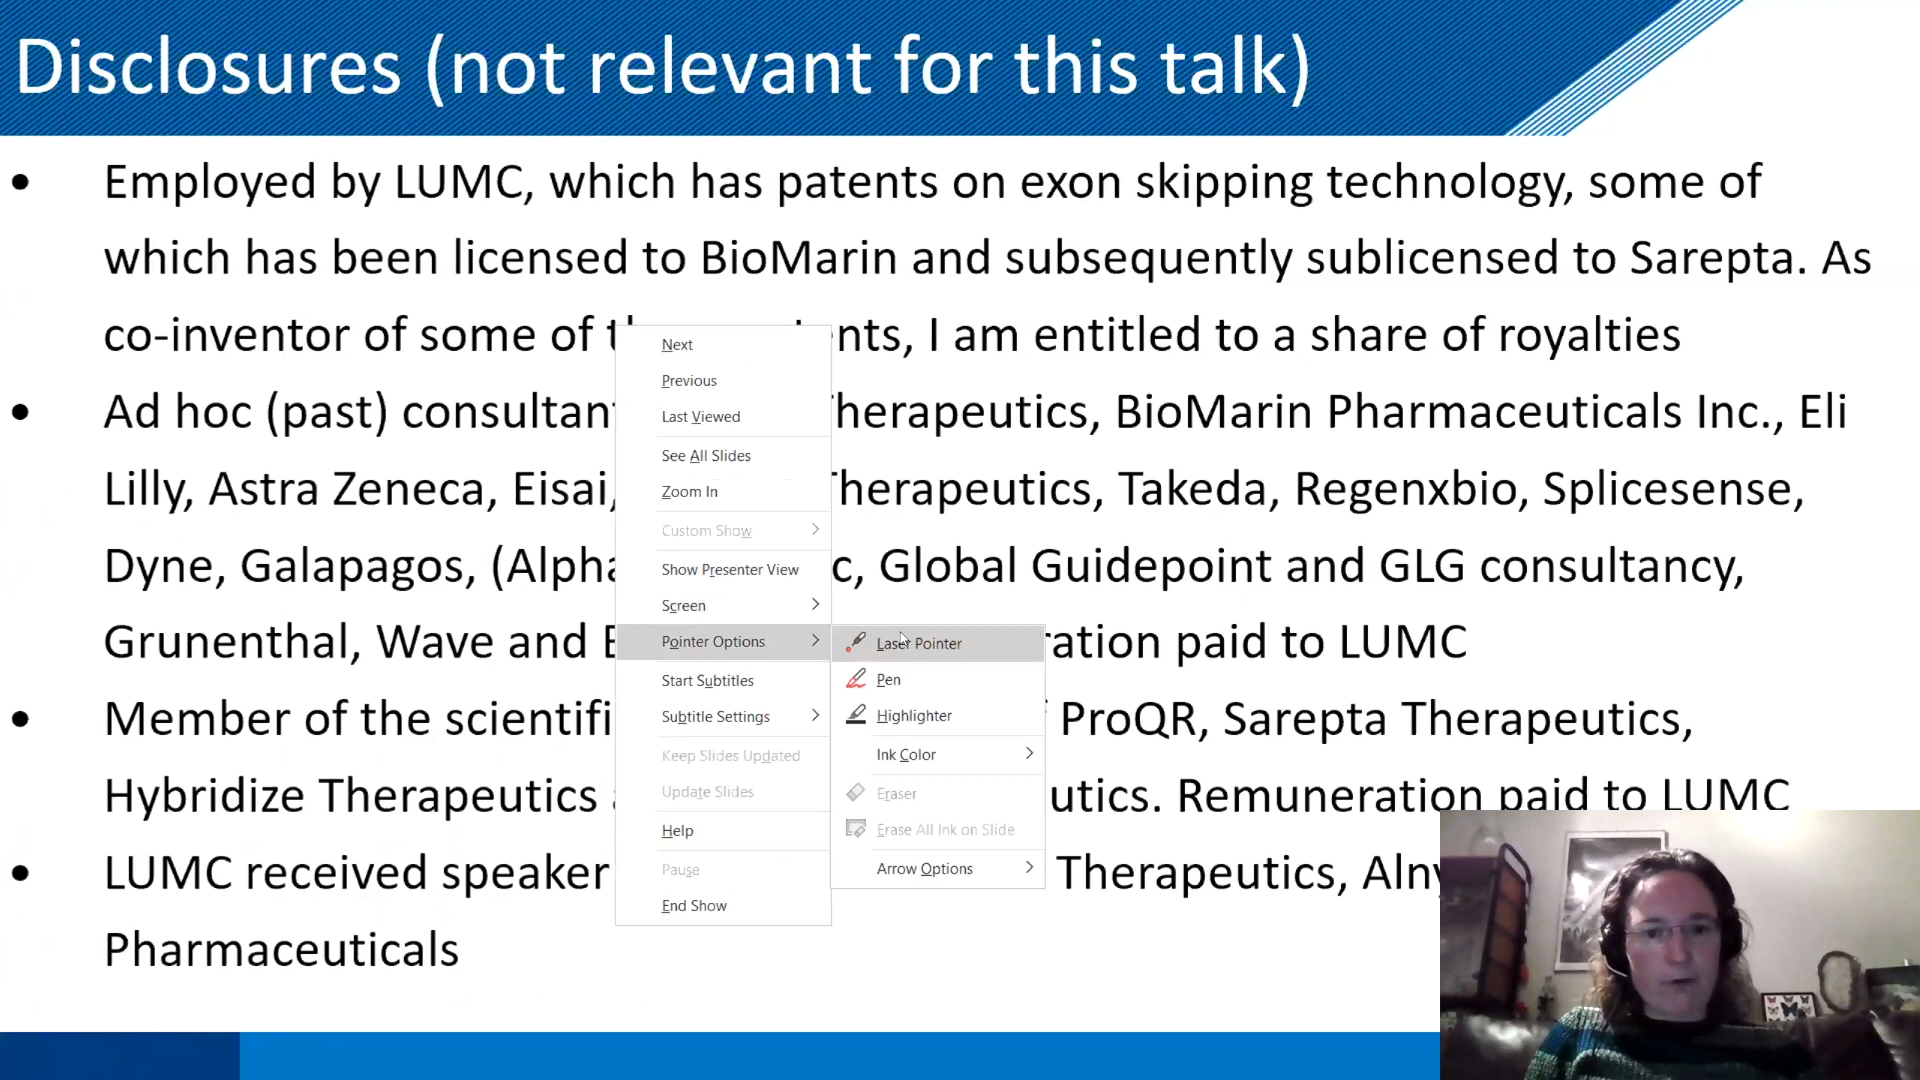 Disclosures (not relevant for this talk)
• Employed by LUMC, which has patents on exon skipping technology, some of
which has been licensed to BioMarin and subsequently sublicensed to Sarepta. As
co-inventor of some of nts, I am entitled to a share of royalties
• Ad hoc (past) consultant Therapeutics, BioMarin Pharmaceuticals Inc., Eli
Lilly, Astra Zeneca, Eisai, Therapeutics, Takeda, Regenxbio, Splicesense,
Dyne, Galapagos, (Alpha c, Global Guidepoint and GLG consultancy,
Grunenthal, Wave and ration paid to LUMC
• Member of the scientifi ProQR, Sarepta Therapeutics,
Hybridize Therapeutics utics. Remuneration paid to LUMC
• LUMC received speaker Therapeutics, Alny
Pharmaceuticals
Next
Previous
Last Viewed
See All Slides
Zoom In
Custom Show
Show Presenter View
Screen
Pointer Options
Start Subtitles
Subtitle Settings
Keep Slides Updated
Update Slides
Help
Pause
End Show
Laser Pointer
Pen
Highlighter
Ink Color
Eraser
Erase All Ink on Slide
Arrow Options